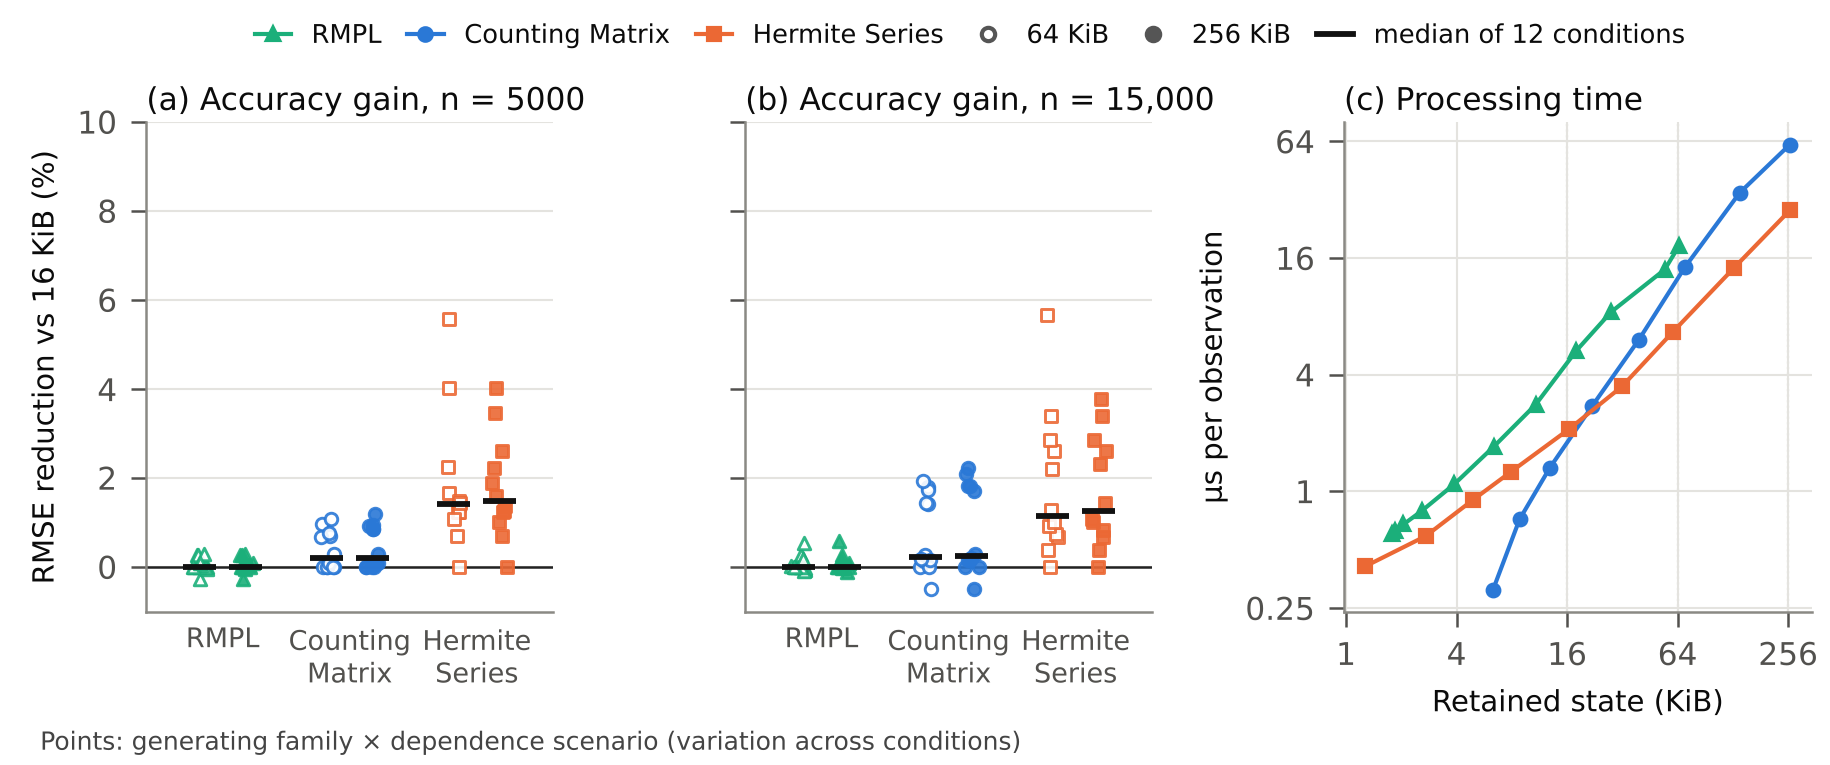 RMPL Counting Matrix Hermite Series 64 KiB 256 KiB median of 12 conditions
(a) Accuracy gain, n = 5000
RMSE reduction vs 16 KiB (%)
10
8
6
4
2
0
RMPL
Counting
Matrix
Hermite
Series
(b) Accuracy gain, n = 15,000
RMPL
Counting
Matrix
Hermite
Series
(c) Processing time
µs per observation
64
16
4
1
0.25
1 4 16 64 256
Retained state (KiB)
Points: generating family × dependence scenario (variation across conditions)